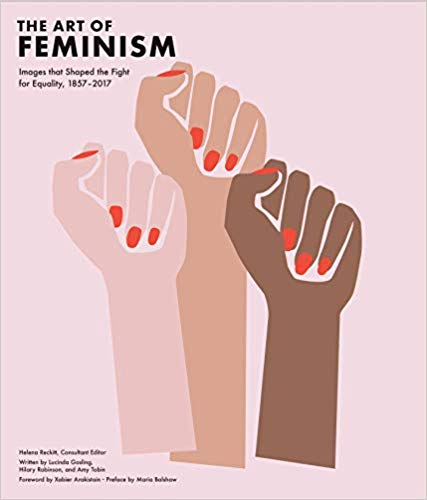 THE ART OF
FEMINISM
Images that Shaped the Fight
for Equality, 1857–2017
Helena Reckitt, Consultant Editor
Written by Lucinda Gosling,
Hilary Robinson, and Amy Tobin
Foreword by Xabier Arakistain · Preface by Maria Balshaw